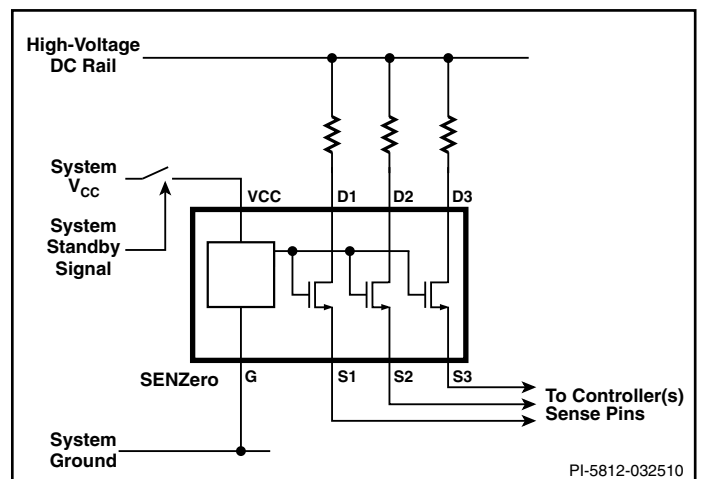 High-Voltage
DC Rail
System
VCC
VCC
D1
D2
D3
System
Standby
Signal
SENZero
G
S1
S2
S3
To Controller(s)
Sense Pins
System
Ground
PI-5812-032510